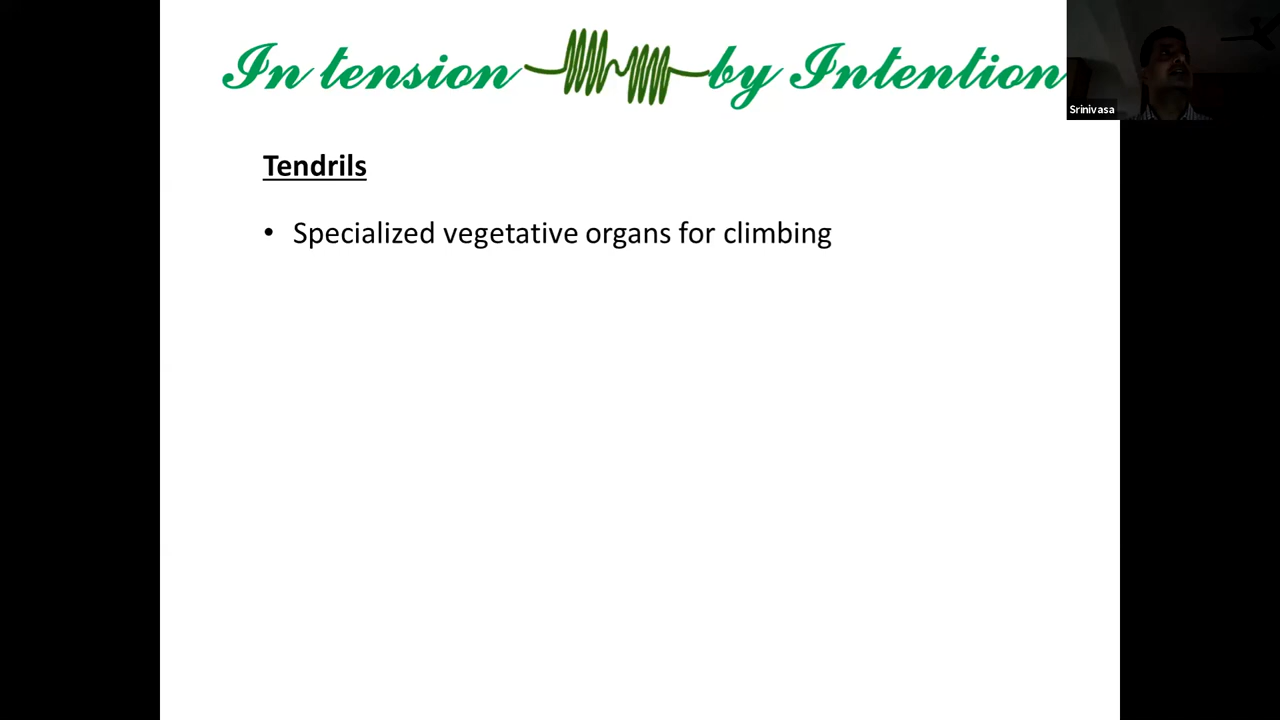 In tension by Intention
Srinivasa
Tendrils
• Specialized vegetative organs for climbing